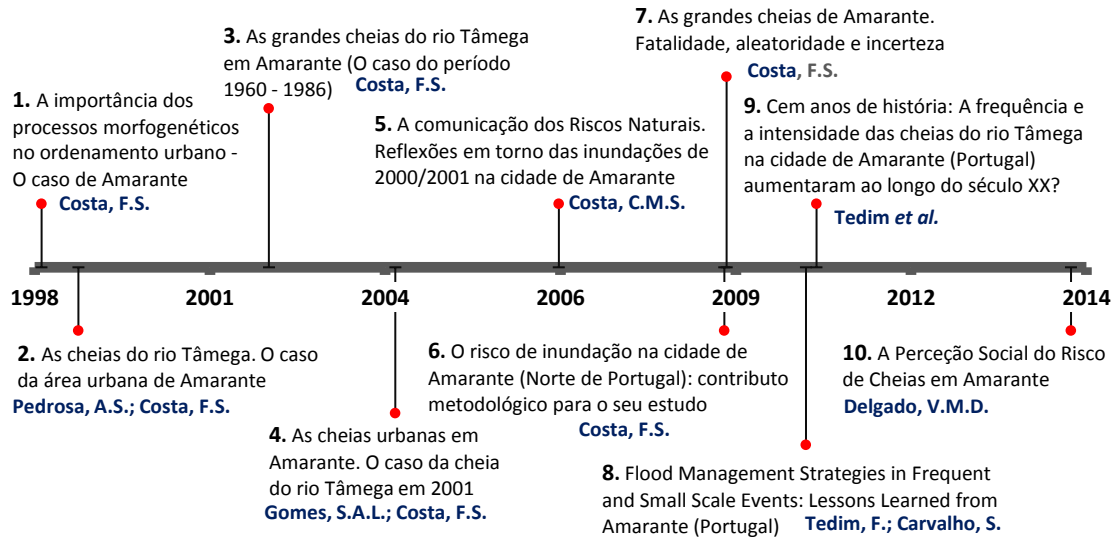 1. A importância dos
processos morfogenéticos
no ordenamento urbano -
O caso de Amarante
Costa, F.S.
3. As grandes cheias do rio Tâmega
em Amarante (O caso do período
1960 - 1986)
Costa, F.S.
5. A comunicação dos Riscos Naturais.
Reflexões em torno das inundações de
2000/2001 na cidade de Amarante
Costa, C.M.S.
7. As grandes cheias de Amarante.
Fatalidade, aleatoridade e incerteza
Costa, F.S.
9. Cem anos de história: A frequência e
a intensidade das cheias do rio Tâmega
na cidade de Amarante (Portugal)
aumentaram ao longo do século XX?
Tedim et al.
1998 2001 2004 2006 2009 2012 2014
2. As cheias do rio Tâmega. O caso
da área urbana de Amarante
Pedrosa, A.S.; Costa, F.S.
4. As cheias urbanas em
Amarante. O caso da cheia
do rio Tâmega em 2001
Gomes, S.A.L.; Costa, F.S.
6. O risco de inundação na cidade de
Amarante (Norte de Portugal): contributo
metodológico para o seu estudo
Costa, F.S.
8. Flood Management Strategies in Frequent
and Small Scale Events: Lessons Learned from
Amarante (Portugal) Tedim, F.; Carvalho, S.
10. A Perceção Social do Risco
de Cheias em Amarante
Delgado, V.M.D.